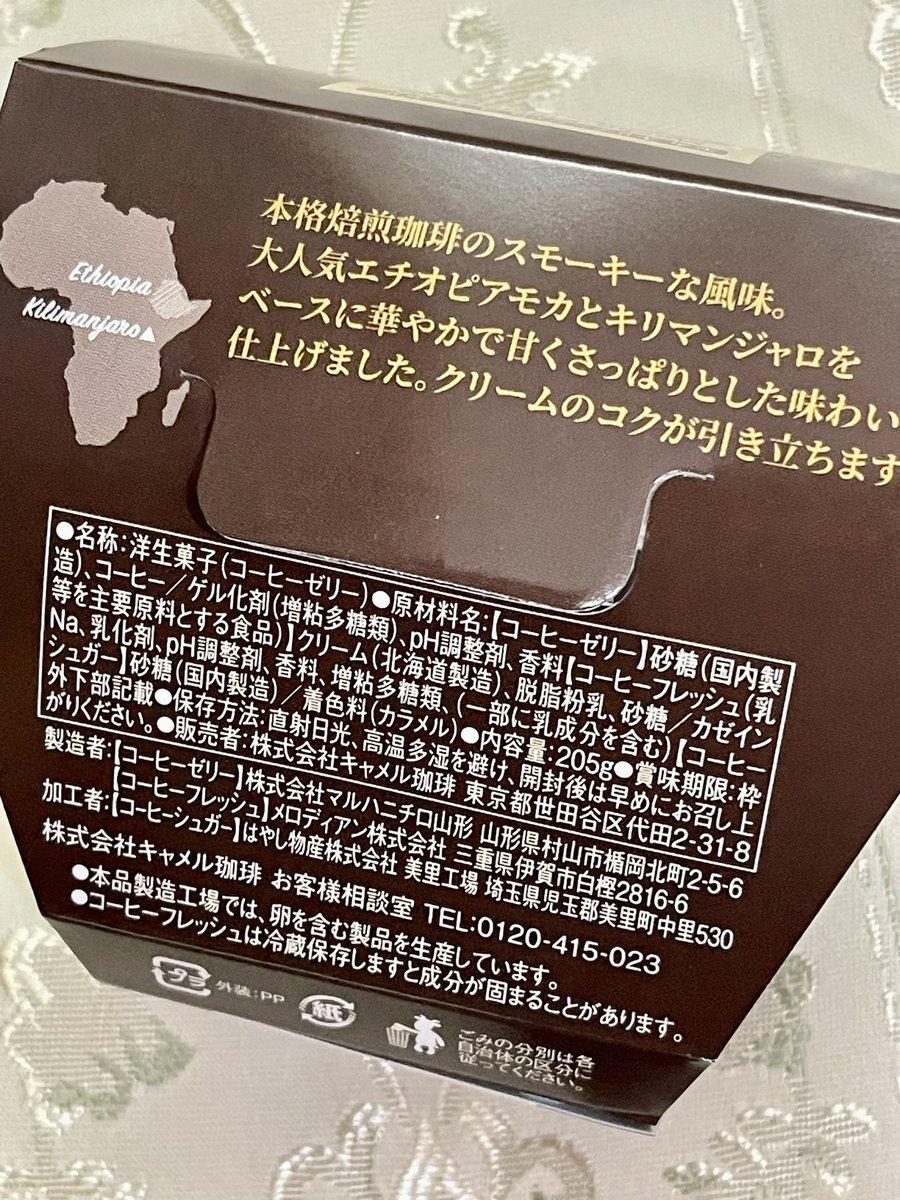 本格焙煎珈琲のスモーキーな風味。
大人気エチオピアモカとキリマンジャロを
ベースに華やかで甘くさっぱりとした味わい
仕上げました。クリームのコクが引き立ちます
Ethiopia
Kilimanjaro▲
●名称:洋生菓子(コーヒーゼリー)●原材料名:【コーヒーゼリー】砂糖(国内製
造)、コーヒー/ゲル化剤(増粘多糖類)、pH調整剤、香料【コーヒーフレッシュ(乳
等を主要原料とする食品)】クリーム(北海道製造)、脱脂粉乳、砂糖/カゼイン
Na、乳化剤、pH調整剤、香料、増粘多糖類、(一部に乳成分を含む)【コーヒー
シュガー】砂糖(国内製造)/着色料(カラメル)●内容量:205g●賞味期限:枠
外下部記載●保存方法:直射日光、高温多湿を避け、開封後は早めにお召し上
がりください。●販売者:株式会社キャメル珈琲 東京都世田谷区代田2-31-8
製造者:【コーヒーゼリー】株式会社マルハニチロ山形 山形県村山市楯岡北町2-5-6
【コーヒーフレッシュ】メロディアン株式会社 三重県伊賀市白樫2816-6
加工者:【コーヒーシュガー】はやし物産株式会社 美里工場 埼玉県児玉郡美里町中里530
株式会社キャメル珈琲 お客様相談室 TEL:0120-415-023
●本品製造工場では、卵を含む製品を生産しています。
●コーヒーフレッシュは冷蔵保存しますと成分が固まることがあります。
プラ 外装:PP 紙
ごみの分別は各
自治体の区分に
従ってください。